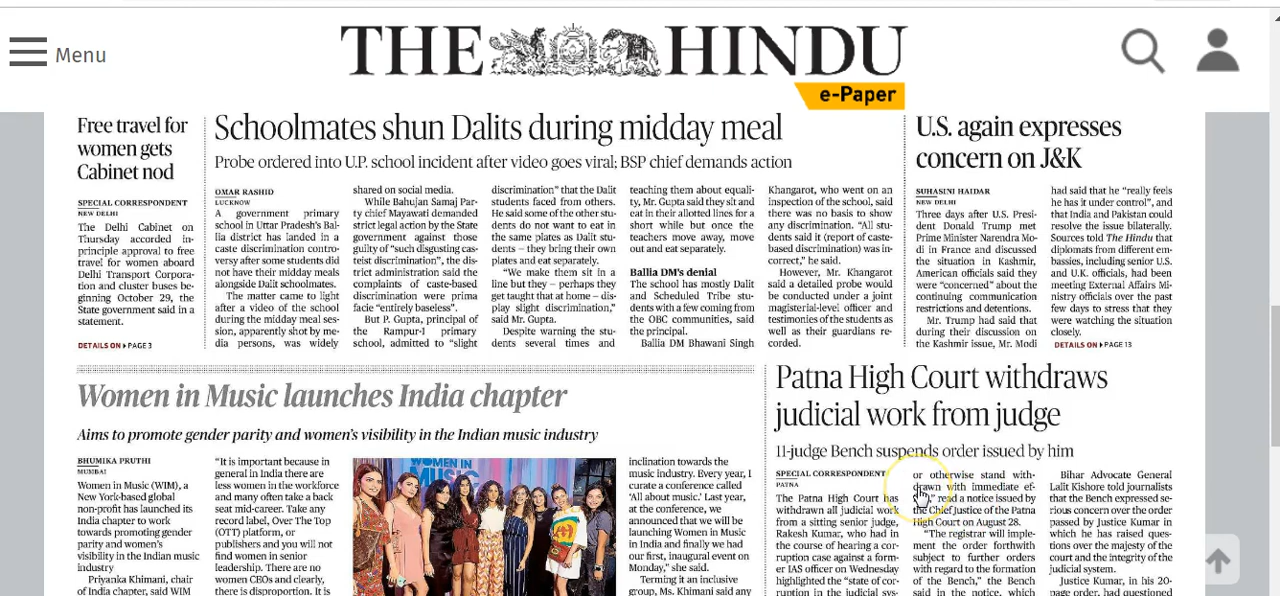 Menu
THE HINDU
e-Paper
Free travel for
women gets
Cabinet nod
SPECIAL CORRESPONDENT
NEW DELHI
The Delhi Cabinet on
Thursday accorded in-
principle approval to free
travel for women aboard
Delhi Transport Corpora-
tion and cluster buses be-
ginning October 29, the
State government said in a
statement.
DETAILS ON PAGE 3
Schoolmates shun Dalits during midday meal
Probe ordered into U.P. school incident after video goes viral; BSP chief demands action
OMAR RASHID
LUCKNOW
A government primary
school in Uttar Pradesh's Bal-
lia district has landed in a
caste discrimination contro-
versy after some students did
not have their midday meals
alongside Dalit schoolmates.
The matter came to light
after a video of the school
during the midday meal ses-
sion, apparently shot by me-
dia persons, was widely
shared on social media.
While Bahujan Samaj Par-
ty chief Mayawati demanded
strict legal action by the State
government against those
guilty of "such disgusting cas-
teist discrimination", the dis-
trict administration said the
complaints of caste-based
discrimination were prima
facie "entirely baseless".
But P. Gupta, principal of
the Rampur-1 primary
school, admitted to "slight
discrimination" that the Dalit
students faced from others.
He said some of the other stu-
dents do not want to eat in
the same plates as Dalit stu-
dents – they bring their own
plates and eat separately.
"We make them sit in a
line but they – perhaps they
get taught that at home – dis-
play slight discrimination,"
said Mr. Gupta.
Despite warning the stu-
dents several times and
teaching them about equali-
ty, Mr. Gupta said they sit and
eat in their allotted lines for a
short while but once the
teachers move away, move
out and eat separately.
Ballia DM's denial
The school has mostly Dalit
and Scheduled Tribe stu-
dents with a few coming from
the OBC communities, said
the principal.
Ballia DM Bhawani Singh
Khangarot, who went on an
inspection of the school, said
there was no basis to show
any discrimination. "All stu-
dents said it (report of caste-
based discrimination) was in-
correct," he said.
However, Mr. Khangarot
said a detailed probe would
be conducted under a joint
magisterial-level officer and
testimonies of the students as
well as their guardians re-
corded.
U.S. again expresses
concern on J&K
SUHASINI HAIDAR
NEW DELHI
Three days after U.S. Presi-
dent Donald Trump met
Prime Minister Narendra Mo-
di in France and discussed
the situation in Kashmir,
American officials said they
were "concerned" about the
continuing communication
restrictions and detentions.
Mr. Trump had said that
during their discussion on
the Kashmir issue, Mr. Modi
had said that he "really feels
he has it under control", and
that India and Pakistan could
resolve the issue bilaterally.
Sources told The Hindu that
diplomats from different em-
bassies, including senior U.S.
and U.K. officials, had been
meeting External Affairs Mi-
nistry officials over the past
few days to stress that they
were watching the situation
closely.
DETAILS ON PAGE 13
Women in Music launches India chapter
Aims to promote gender parity and women's visibility in the Indian music industry
BHUMIKA PRUTHI
MUMBAI
Women in Music (WIM), a
New York-based global
non-profit has launched its
India chapter to work
towards promoting gender
parity and women's
visibility in the Indian music
industry
Priyanka Khimani, chair
of India chapter, said WIM
"It is important because in
general in India there are
less women in the workforce
and many often take a back
seat mid-career. Take any
record label, Over The Top
(OTT) platform, or
publishers and you will not
find women in senior
leadership. There are no
women CEOs and clearly,
there is disproportion. It is
WOMEN IN
MUSIC
inclination towards the
music industry. Every year, I
curate a conference called
'All about music.' Last year,
at the conference, we
announced that we will be
launching Women in Music
in India and finally we had
our first, inaugural event on
Monday," she said.
Terming it an inclusive
group, Ms. Khimani said any
Patna High Court withdraws
judicial work from judge
11-judge Bench suspends order issued by him
SPECIAL CORRESPONDENT
PATNA
The Patna High Court has
withdrawn all judicial work
from a sitting senior judge,
Rakesh Kumar, who had in
the course of hearing a cor-
ruption case against a form-
er IAS officer on Wednesday
highlighted the "state of cor-
ruption in the judicial sys-
or otherwise stand with-
drawn with immediate ef-
read a notice issued by
the Chief Justice of the Patna
High Court on August 28.
"The registrar will imple-
ment the order forthwith
subject to further orders
with regard to the formation
of the Bench," the Bench
said in the notice, which
Bihar Advocate General
Lalit Kishore told journalists
that the Bench expressed se-
rious concern over the order
passed by Justice Kumar in
which he has raised ques-
tions over the majesty of the
court and the integrity of the
judicial system.
Justice Kumar, in his 20-
page order, had questioned